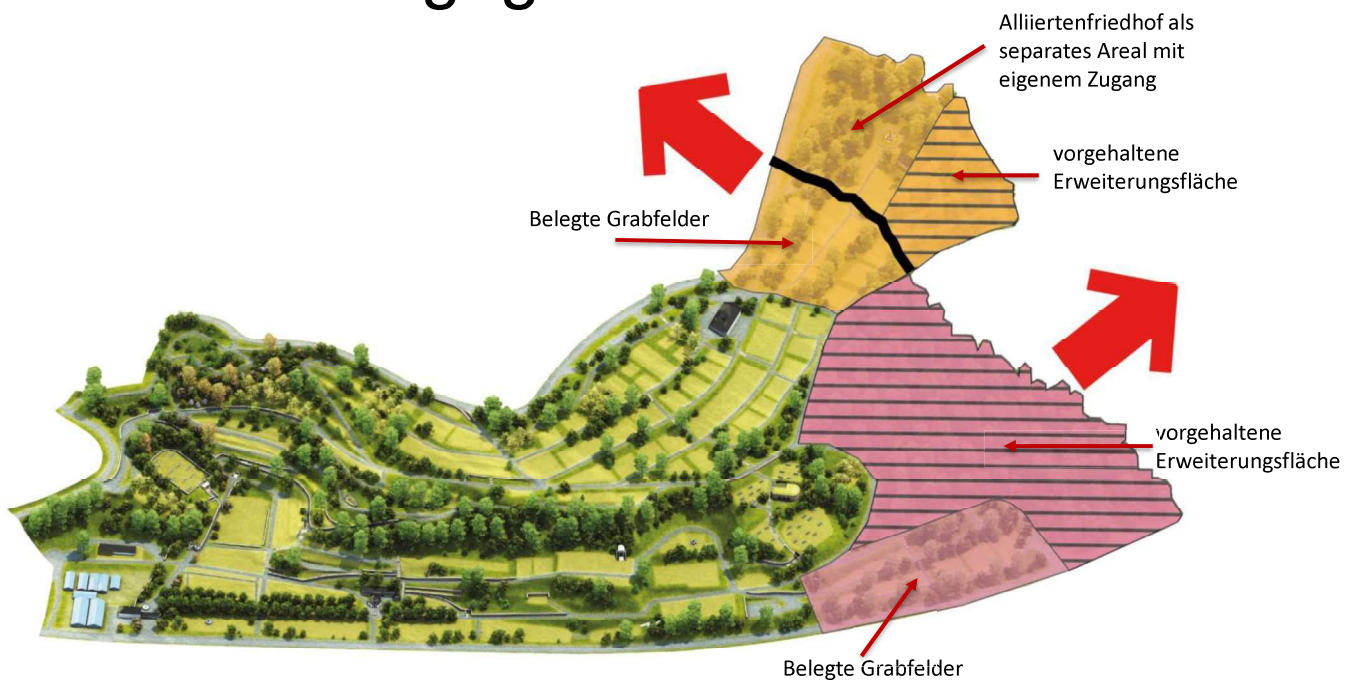 Alliiertenfriedhof als
separates Areal mit
eigenem Zugang
vorgehaltene
Erweiterungsfläche
Belegte Grabfelder
vorgehaltene
Erweiterungsfläche
Belegte Grabfelder